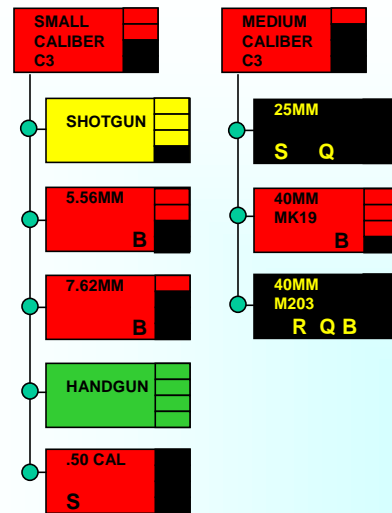 SMALL
CALIBER
C3
SHOTGUN
5.56MM
B
7.62MM
B
HANDGUN
.50 CAL
S
MEDIUM
CALIBER
C3
25MM
S Q
40MM
MK19
B
40MM
M203
R Q B